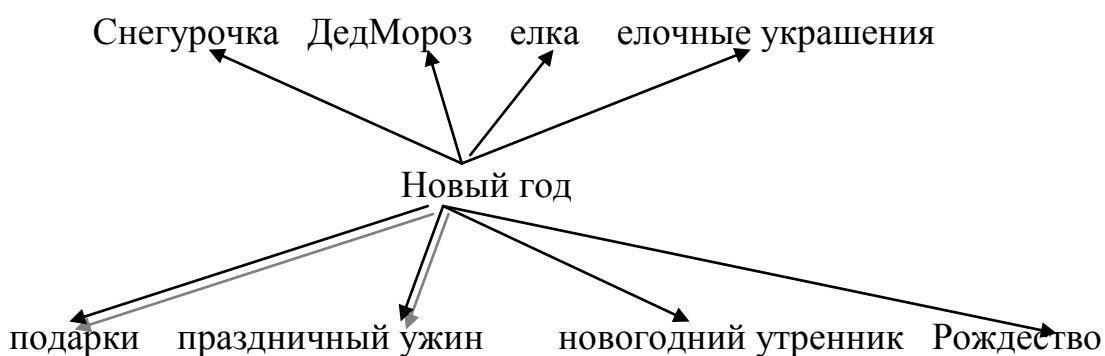 Снегурочка ДедМороз елка елочные украшения
Новый год
подарки праздничный ужин новогодний утренник Рождество